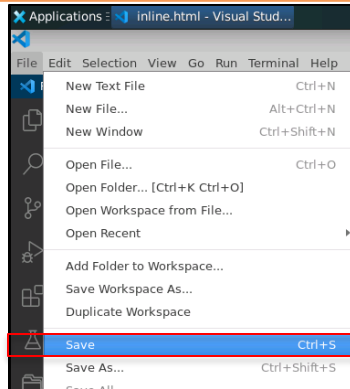 Applications : inline.html - Visual Stud...
File Edit Selection View Go Run Terminal Help
New Text File Ctrl+N
New File... Alt+Ctrl+N
New Window Ctrl+Shift+N
Open File... Ctrl+O
Open Folder... [Ctrl+K Ctrl+O]
Open Workspace from File...
Open Recent
Add Folder to Workspace...
Save Workspace As...
Duplicate Workspace
Save Ctrl+S
Save As... Ctrl+Shift+S